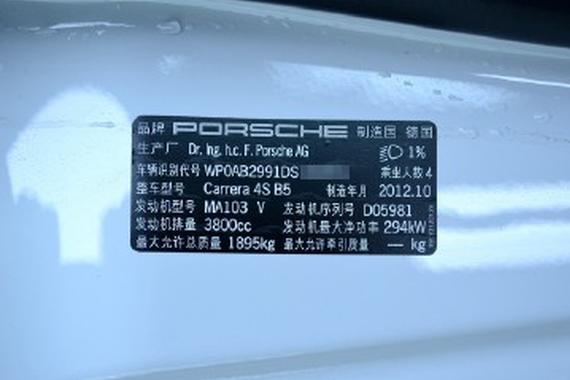 品牌 PORSCHE 制造国 德国
生产厂 Dr. Ing. h.c. F. Porsche AG 1%
车辆识别代号 WP0AB2991DS 乘坐人数 4
整车型号 Carrera 4S B5 制造年月 2012.10
发动机型号 MA103 V 发动机序列号 D05981
发动机排量 3800cc 发动机最大净功率 294kW
最大允许总质量 1895kg 最大允许牵引质量 — kg